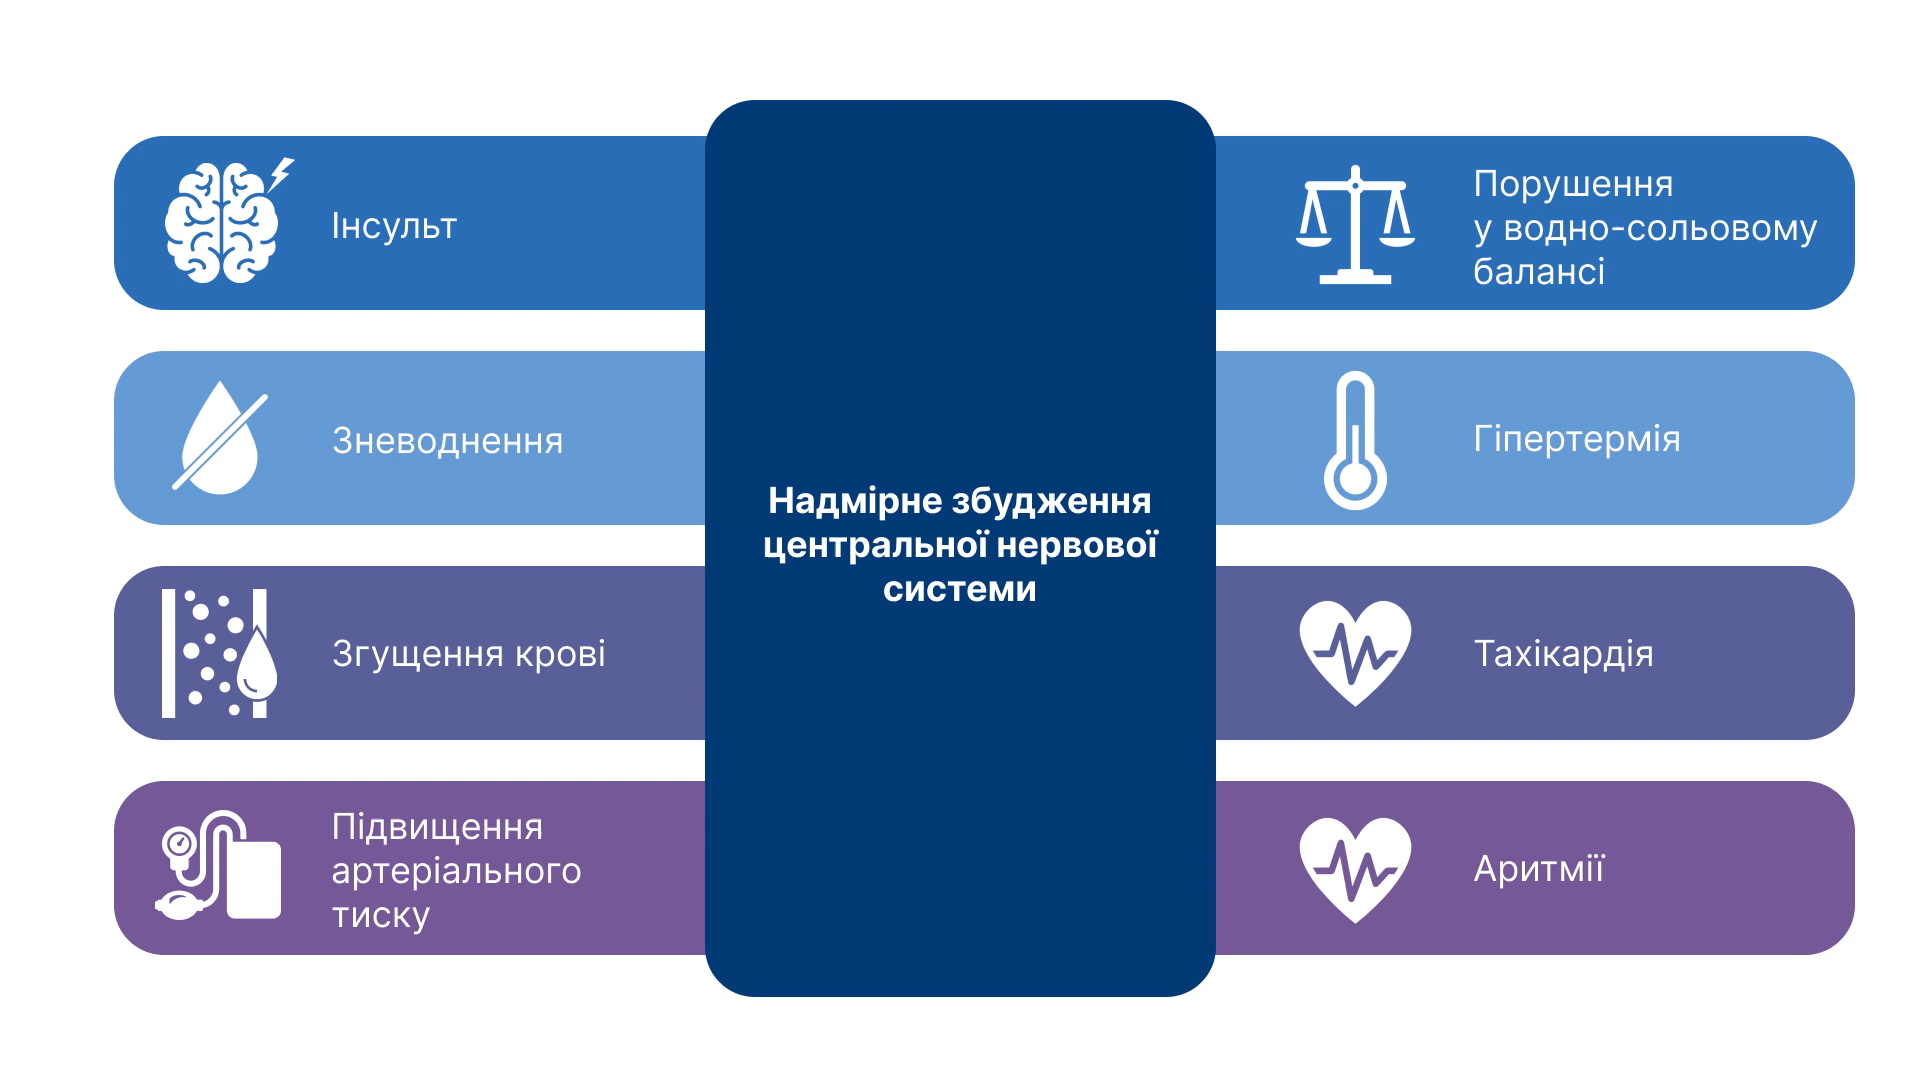 Інсульт
Зневоднення
Згущення крові
Підвищення
артеріального
тиску
Надмірне збудження
центральної нервової
системи
Порушення
у водно-сольовому
балансі
Гіпертермія
Тахікардія
Аритмії